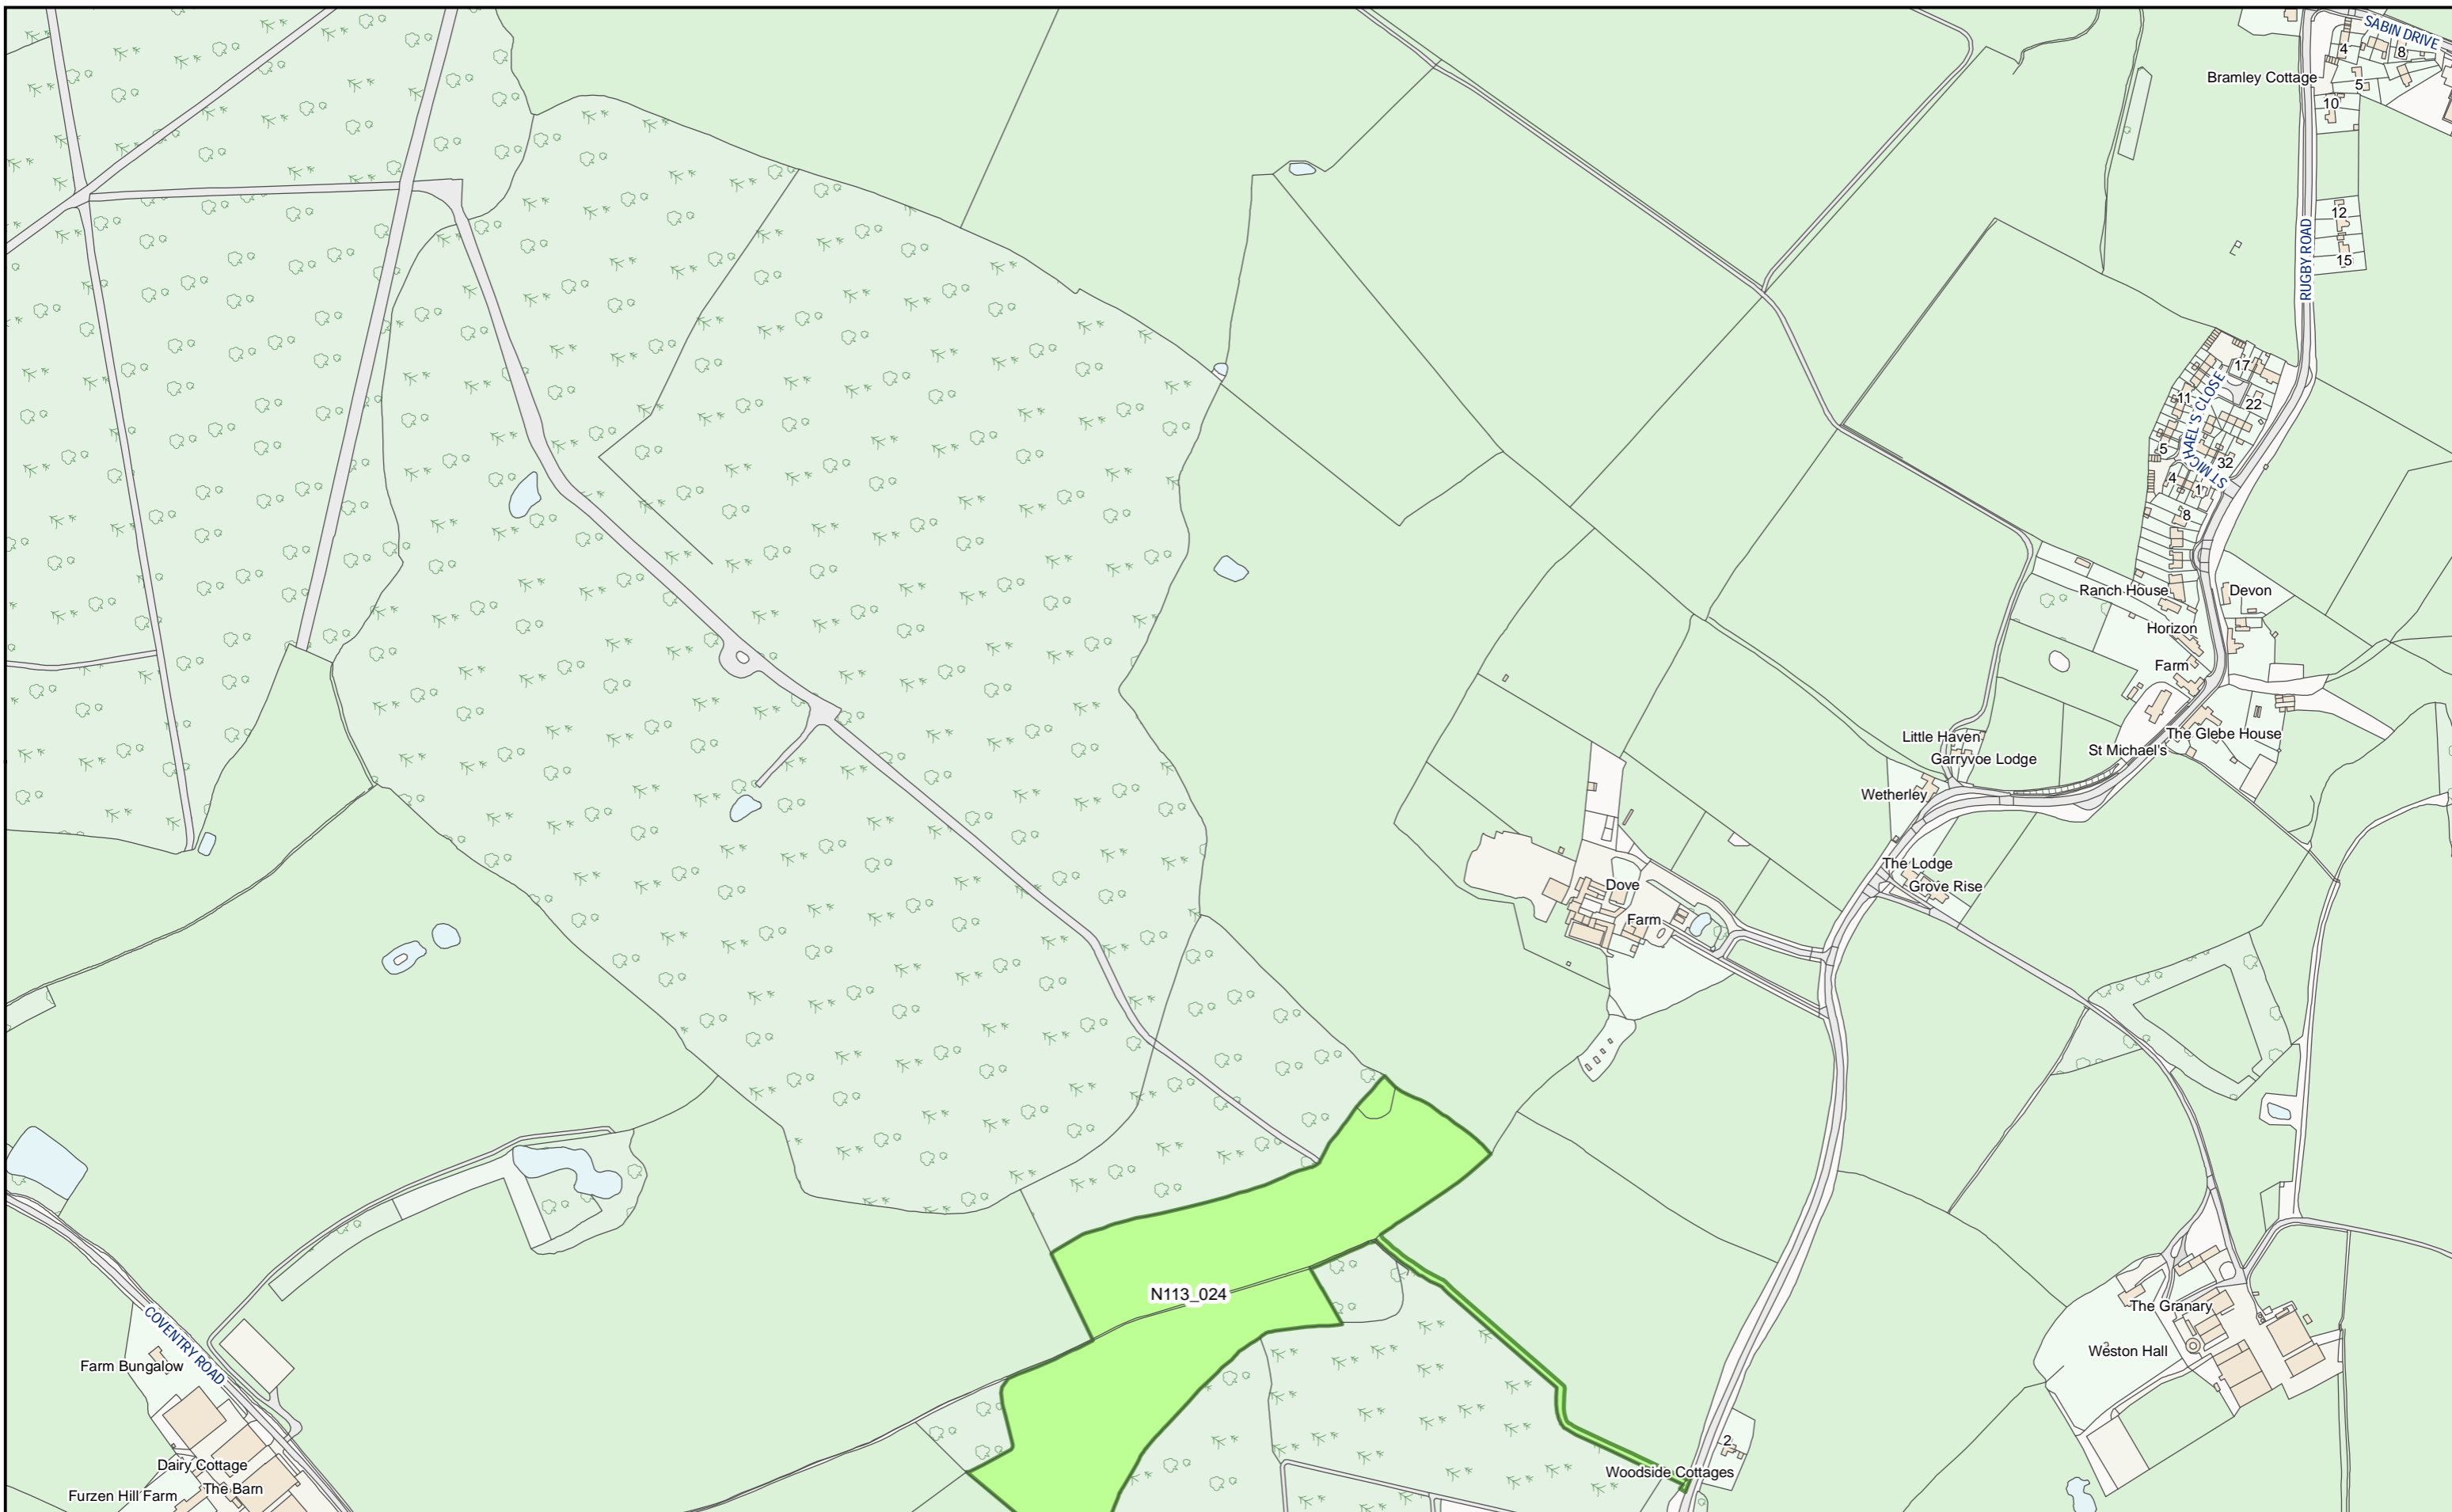 SABIN DRIVE
4
8
Bramley Cottage
5
10
12
RUGBY ROAD
15
17
11
22
ST MICHAEL'S CLOSE
5
32
4
1
8
Ranch House
Devon
Horizon
Farm
Little Haven
The Glebe House
St Michael's
Garryvoe Lodge
Wetherley
The Lodge
Dove
Grove Rise
Farm
N113_024
The Granary
COVENTRY ROAD
2
Weston Hall
Farm Bungalow
2
Dairy Cottage
Woodside Cottages
The Barn
Furzen Hill Farm